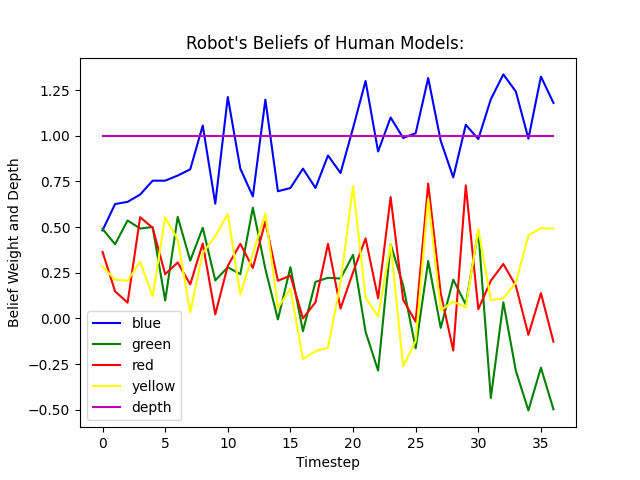 Robot's Beliefs of Human Models:
Belief Weight and Depth
1.25
1.00
0.75
0.50
0.25
0.00
−0.25
−0.50
blue
green
red
yellow
depth
0 5 10 15 20 25 30 35
Timestep